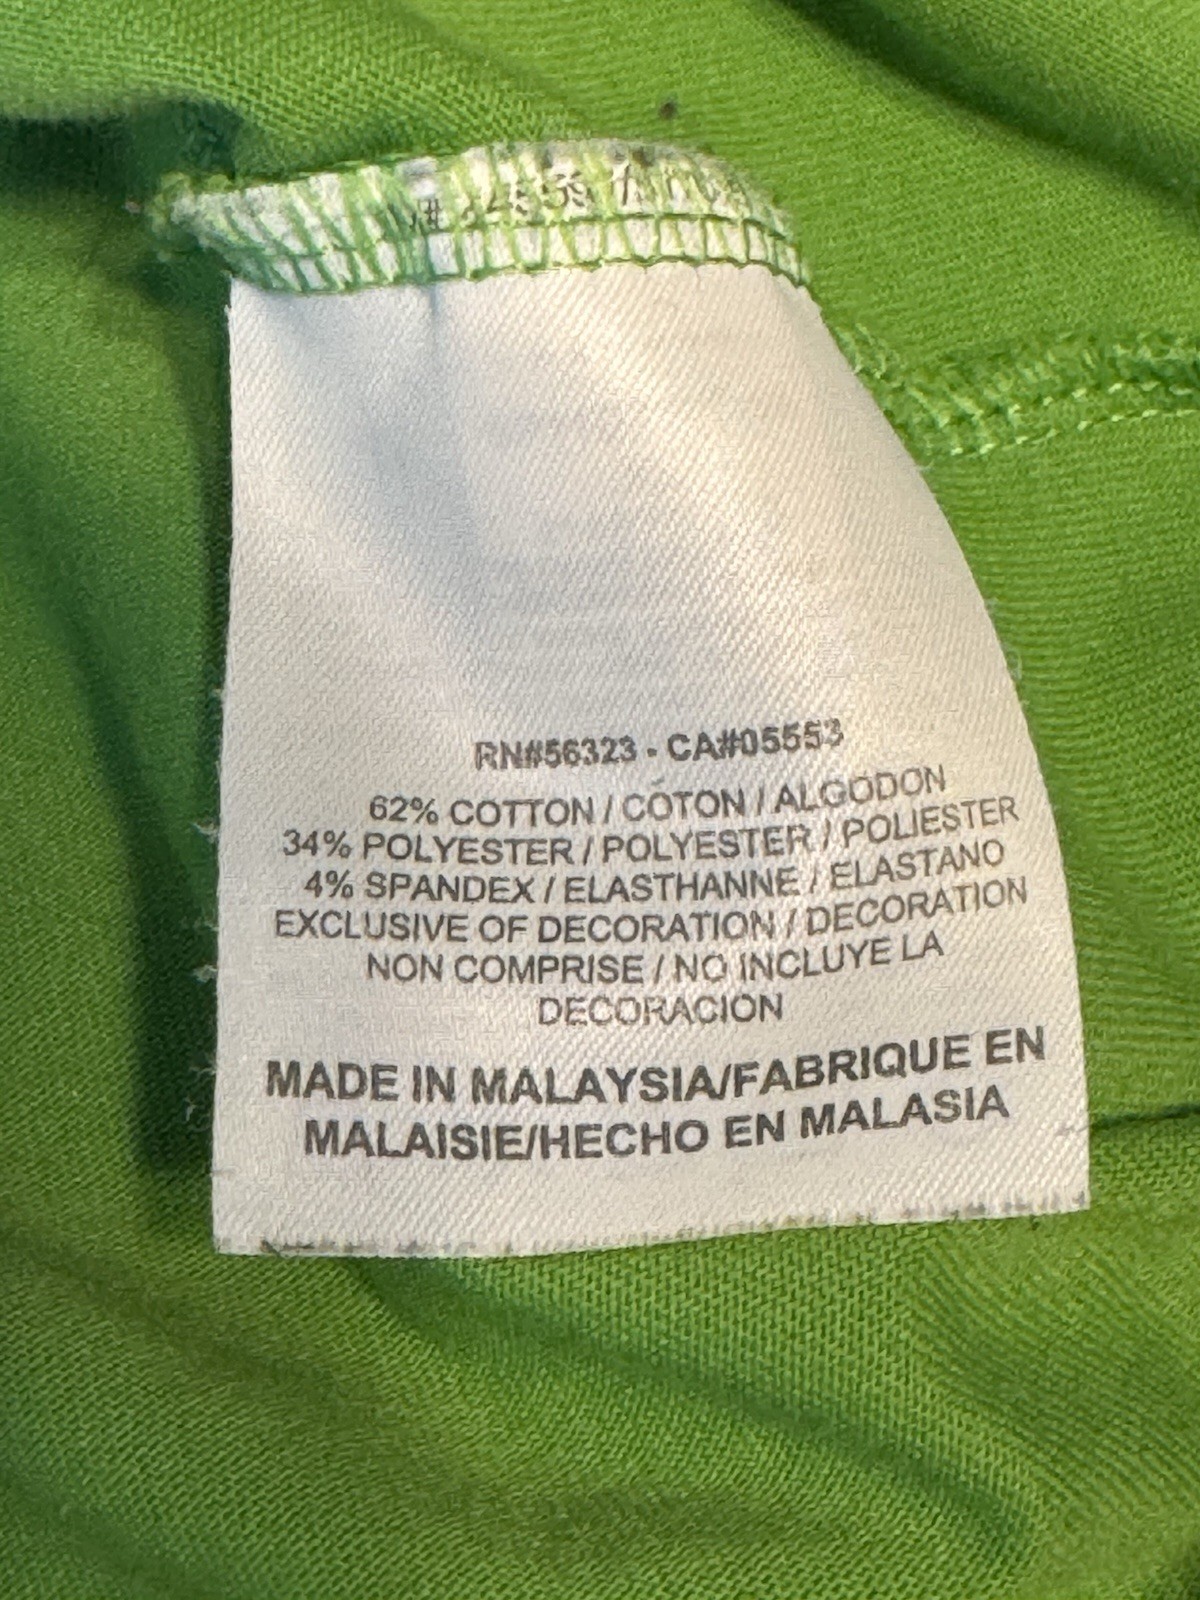 RN#56323 - CA#05553
62% COTTON / COTON / ALGODON
34% POLYESTER / POLYESTER / POLIESTER
4% SPANDEX / ELASTHANNE / ELASTANO
EXCLUSIVE OF DECORATION / DECORATION
NON COMPRISE / NO INCLUYE LA
DECORACION
MADE IN MALAYSIA/FABRIQUE EN
MALAISIE/HECHO EN MALASIA